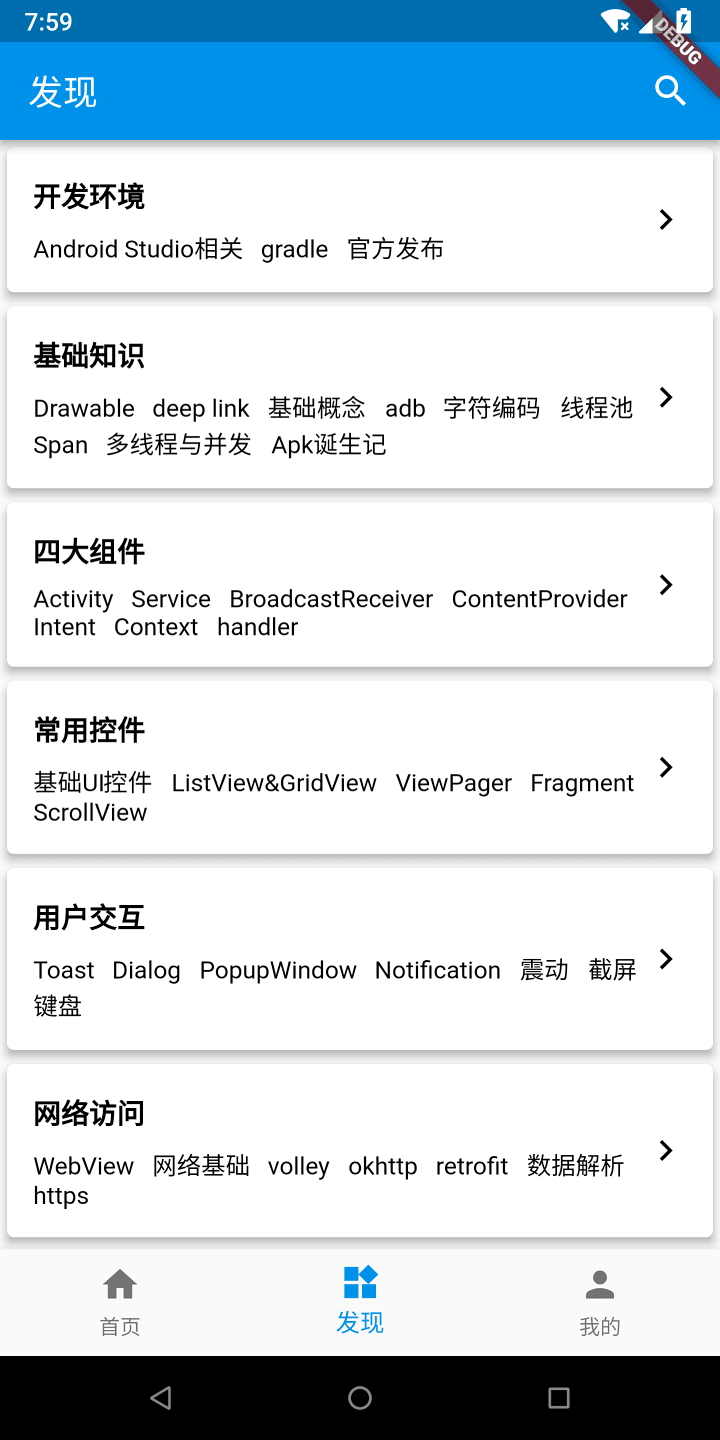 7:59
DEBUG
发现
开发环境
Android Studio相关 gradle 官方发布
基础知识
Drawable deep link 基础概念 adb 字符编码 线程池
Span 多线程与并发 Apk诞生记
四大组件
Activity Service BroadcastReceiver ContentProvider
Intent Context handler
常用控件
基础UI控件 ListView&GridView ViewPager Fragment
ScrollView
用户交互
Toast Dialog PopupWindow Notification 震动 截屏
键盘
网络访问
WebView 网络基础 volley okhttp retrofit 数据解析
https
首页 发现 我的